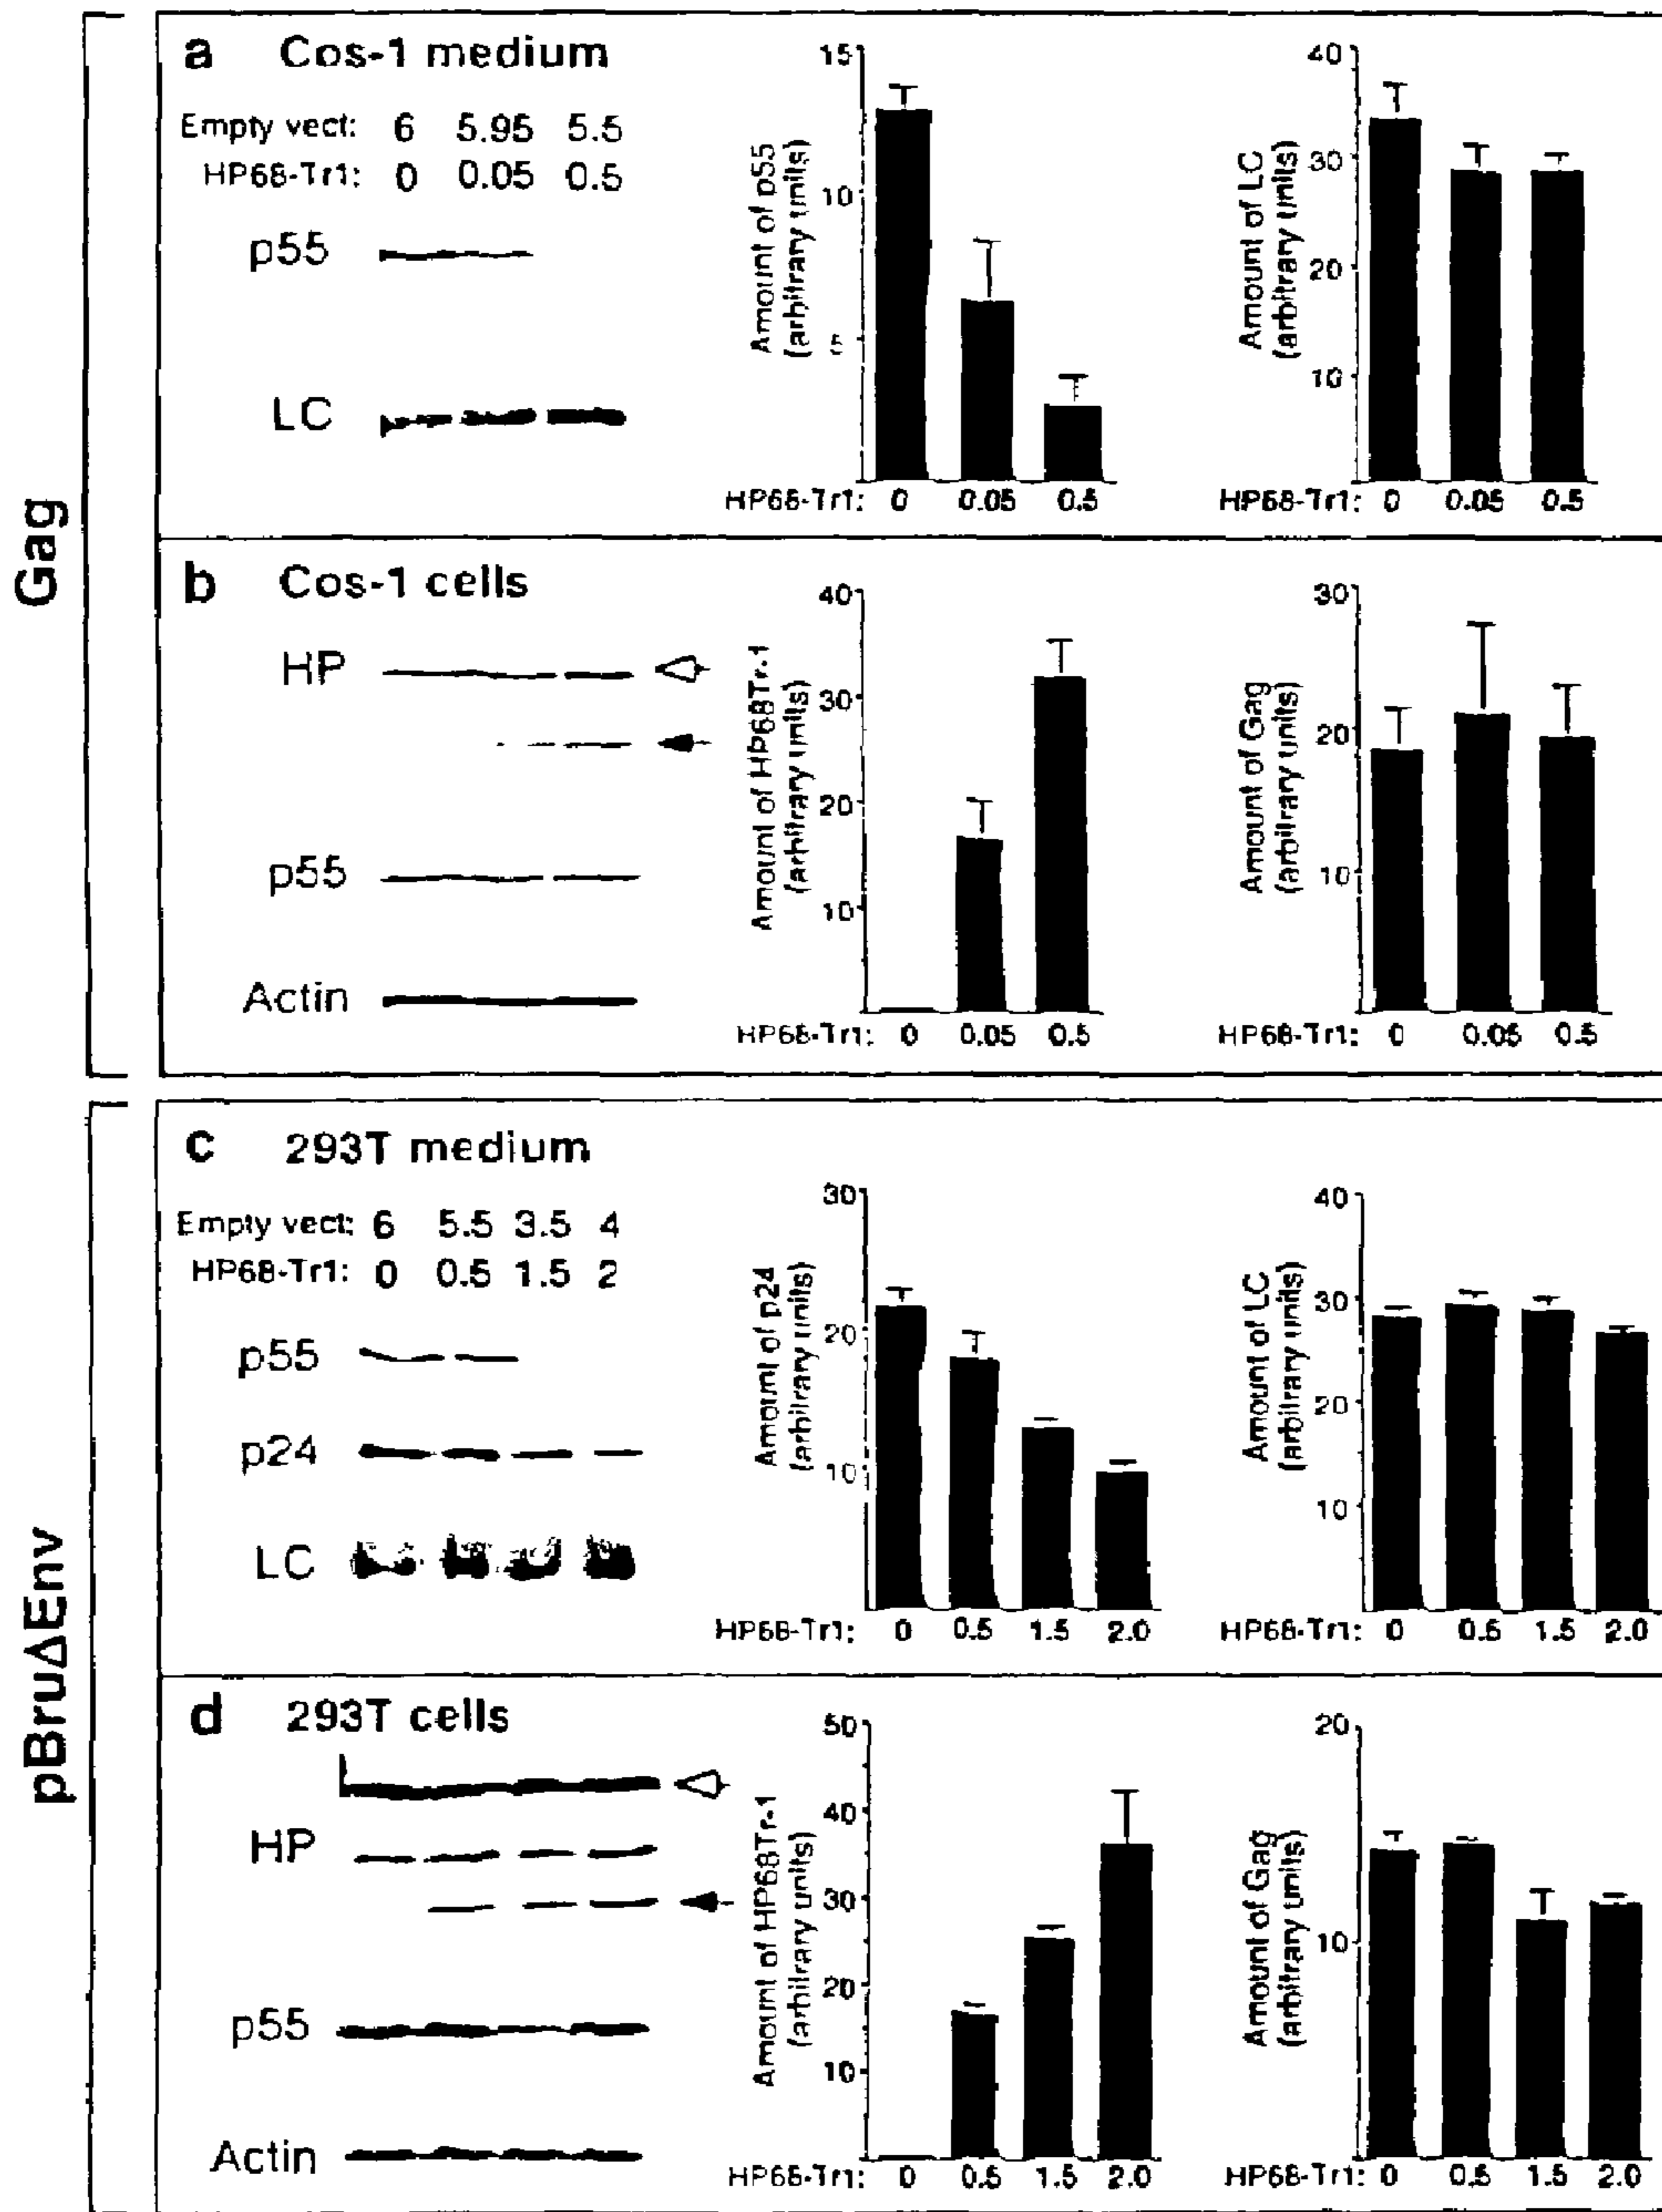 Gag
a Cos-1 medium
Empty vect: 6 5.95 5.5
HP68-Tr1: 0 0.05 0.5
p55
LC
Amount of p55
(arbitrary units)
15
10
5
HP68-Tr1: 0 0.05 0.5
Amount of LC
(arbitrary units)
40
30
20
10
HP68-Tr1: 0 0.05 0.5
b Cos-1 cells
HP
p55
Actin
Amount of HP68Tr-1
(arbitrary units)
40
30
20
10
HP68-Tr1: 0 0.05 0.5
Amount of Gag
(arbitrary units)
30
20
10
HP68-Tr1: 0 0.05 0.5
pBruΔEnv
c 293T medium
Empty vect: 6 5.5 3.5 4
HP68-Tr1: 0 0.5 1.5 2
p55
p24
LC
Amount of p24
(arbitrary units)
30
20
10
HP68-Tr1: 0 0.5 1.5 2.0
Amount of LC
(arbitrary units)
40
30
20
10
HP68-Tr1: 0 0.5 1.5 2.0
d 293T cells
HP
p55
Actin
Amount of HP68Tr-1
(arbitrary units)
50
40
30
20
10
HP68-Tr1: 0 0.5 1.5 2.0
Amount of Gag
(arbitrary units)
20
10
HP68-Tr1: 0 0.5 1.5 2.0